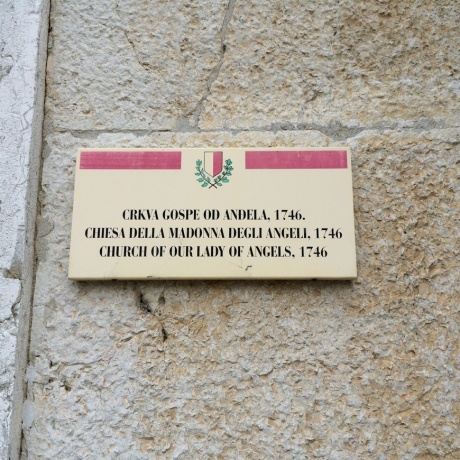 CRKVA GOSPE OD ANĐELA, 1746.
CHIESA DELLA MADONNA DEGLI ANGELI, 1746
CHURCH OF OUR LADY OF ANGELS, 1746